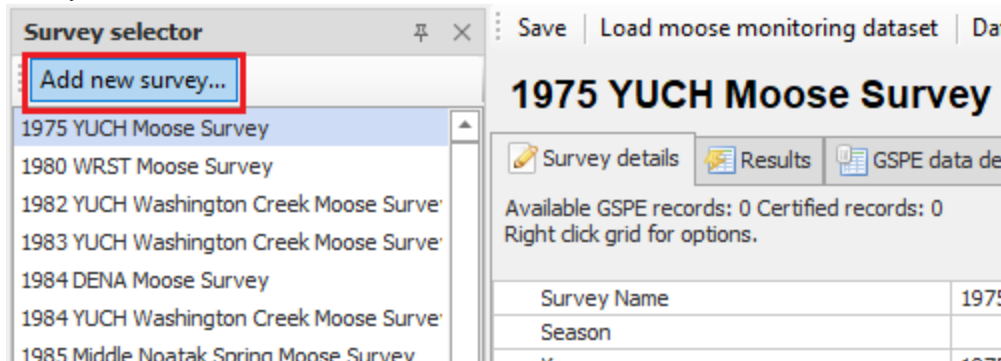 Survey selector
Add new survey...
1975 YUCH Moose Survey
1980 WRST Moose Survey
1982 YUCH Washington Creek Moose Surve
1983 YUCH Washington Creek Moose Surve
1984 DENA Moose Survey
1984 YUCH Washington Creek Moose Surve
1985 Middle Noatak Spring Moose Survey
Save Load moose monitoring dataset Da
1975 YUCH Moose Survey
Survey details Results GSPE data de
Available GSPE records: 0 Certified records: 0
Right click grid for options.
Survey Name 1975
Season